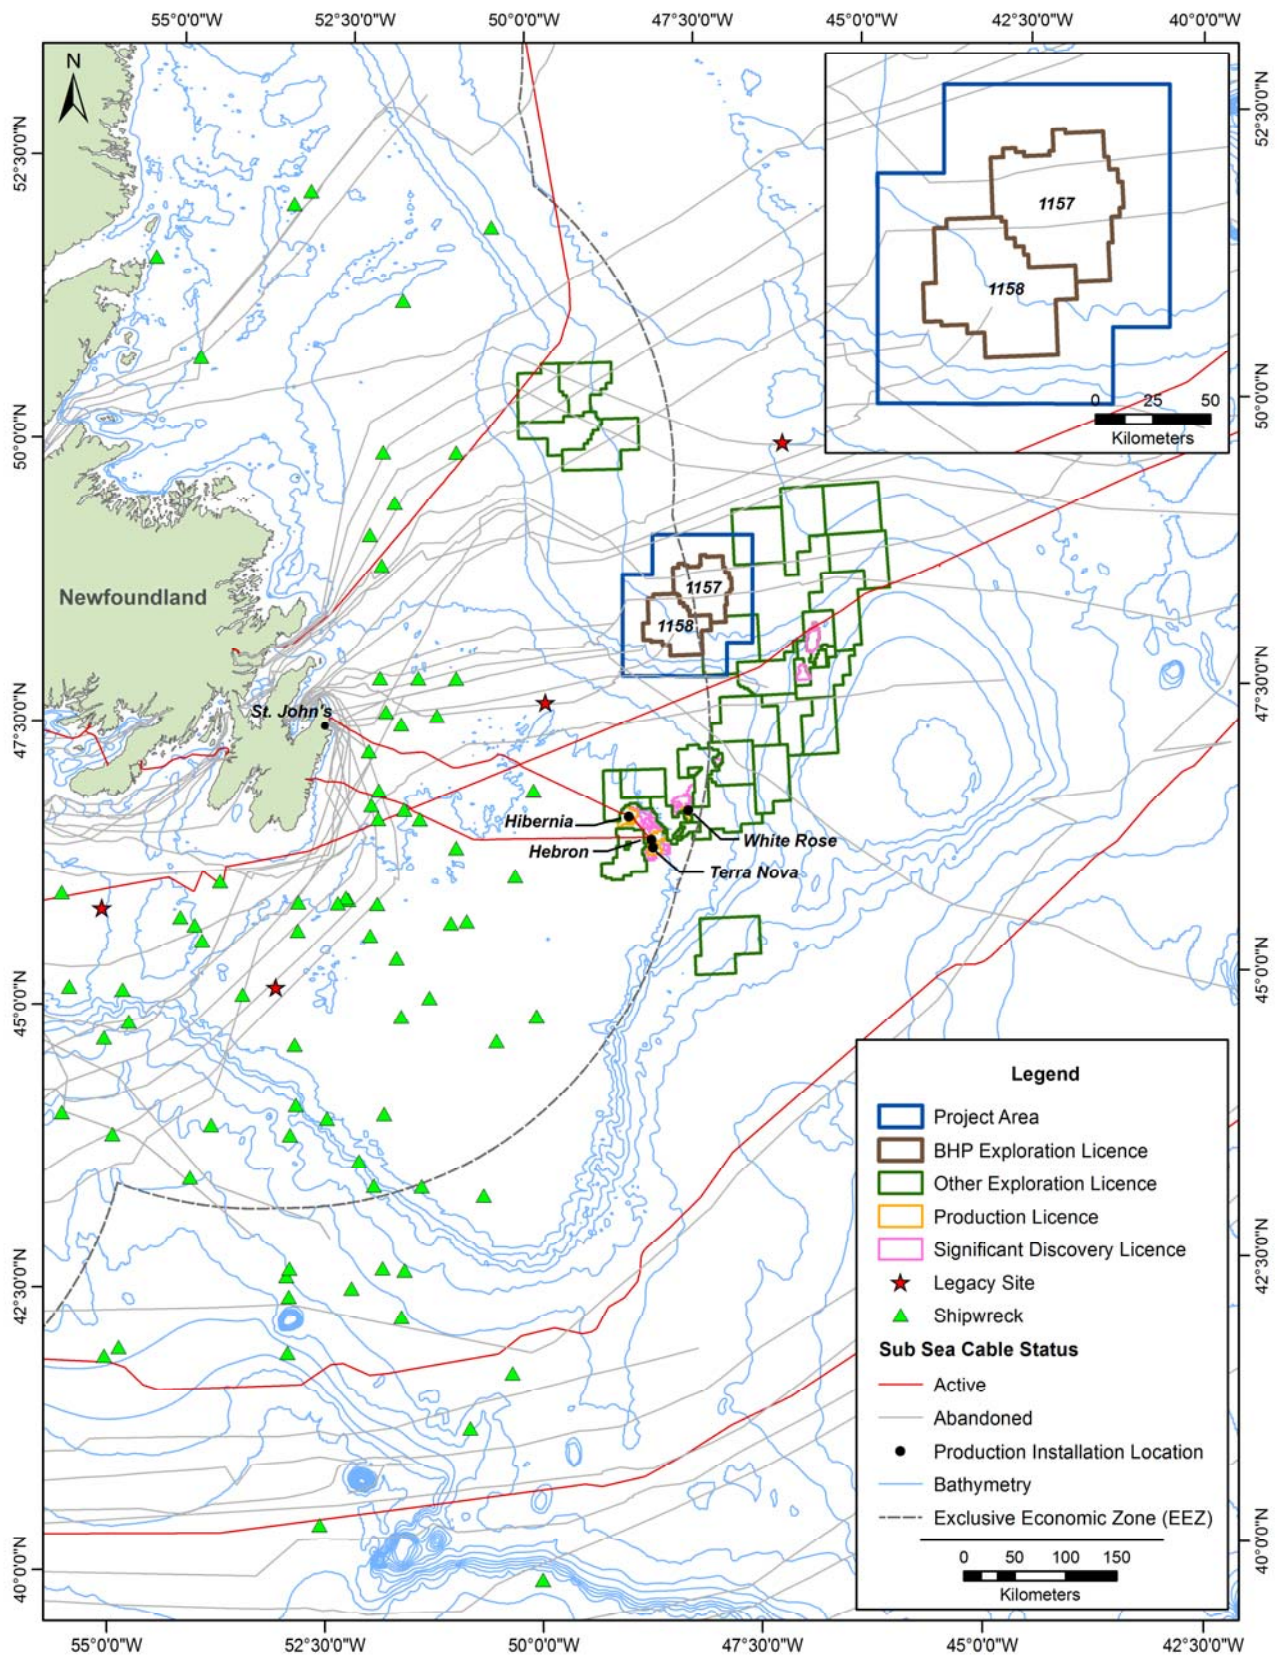 55°0'0"W 52°30'0"W 50°0'0"W 47°30'0"W 45°0'0"W 42°30'0"W 40°0'0"W
N
52°30'0"N
52°30'0"N
1157
1158
0 25 50
Kilometers
50°0'0"N
50°0'0"N
1157
1158
Newfoundland
St. John's
47°30'0"N
47°30'0"N
Hibernia
Hebron
White Rose
Terra Nova
45°0'0"N
45°0'0"N
42°30'0"N
42°30'0"N
40°0'0"N
40°0'0"N
Legend
Project Area
BHP Exploration Licence
Other Exploration Licence
Production Licence
Significant Discovery Licence
Legacy Site
Shipwreck
Sub Sea Cable Status
Active
Abandoned
Production Installation Location
Bathymetry
Exclusive Economic Zone (EEZ)
0 50 100 150
Kilometers
55°0'0"W 52°30'0"W 50°0'0"W 47°30'0"W 45°0'0"W 42°30'0"W